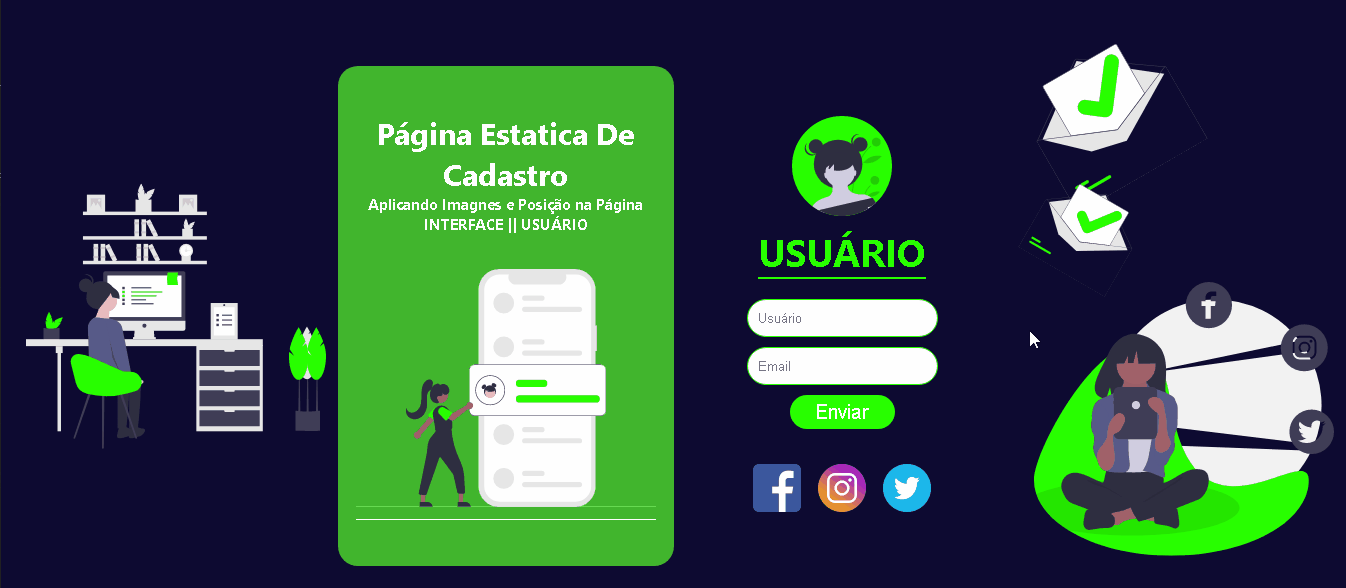 Página Estatica De
Cadastro
Aplicando Imagnes e Posição na Página
INTERFACE || USUÁRIO
USUÁRIO
Usuário
Email
Enviar